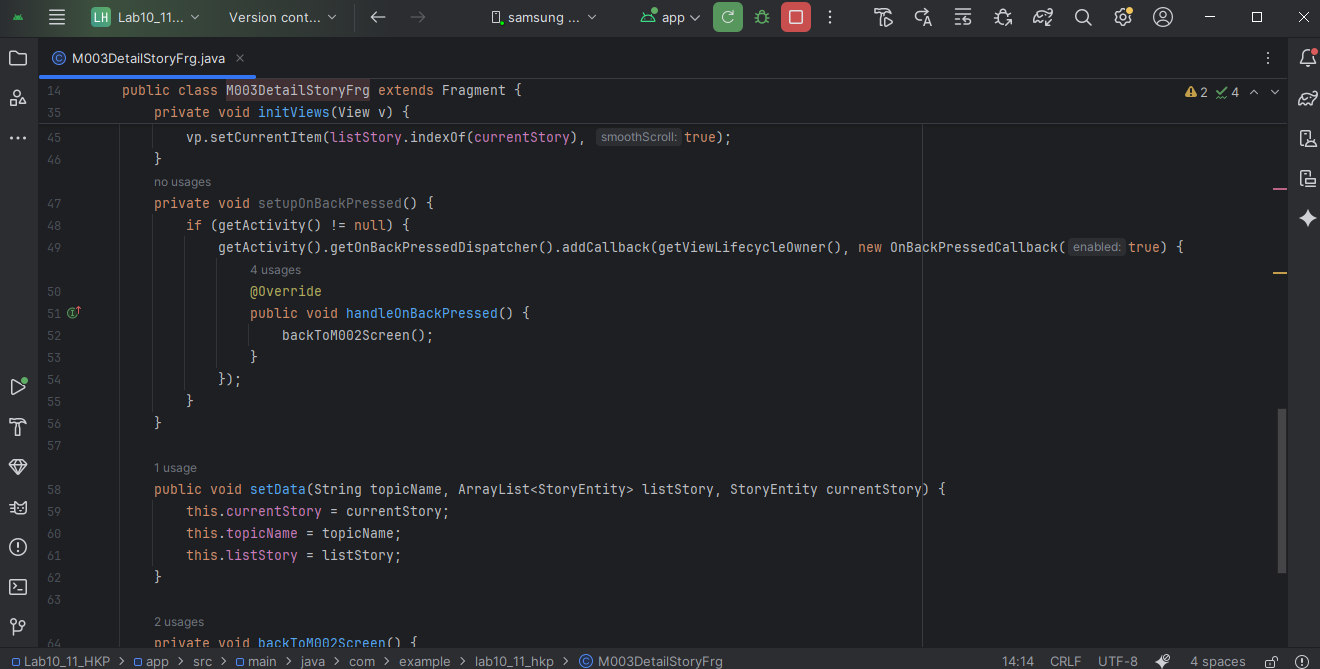 LH Lab10_11... Version cont... samsung ... app
M003DetailStoryFrg.java
14 public class M003DetailStoryFrg extends Fragment {
2 4
35 private void initViews(View v) {
45 vp.setCurrentItem(listStory.indexOf(currentStory), smoothScroll: true);
46 }
no usages
47 private void setupOnBackPressed() {
48 if (getActivity() != null) {
49 getActivity().getOnBackPressedDispatcher().addCallback(getViewLifecycleOwner(), new OnBackPressedCallback( enabled: true) {
4 usages
50 @Override
51 public void handleOnBackPressed() {
52 backToM002Screen();
53 }
54 });
55 }
56 }
57
1 usage
58 public void setData(String topicName, ArrayList<StoryEntity> listStory, StoryEntity currentStory) {
59 this.currentStory = currentStory;
60 this.topicName = topicName;
61 this.listStory = listStory;
62 }
63
2 usages
64 private void backToM002Screen() {
Lab10_11_HKP > app > src > main > java > com > example > lab10_11_hkp > M003DetailStoryFrg 14:14 CRLF UTF-8 4 spaces